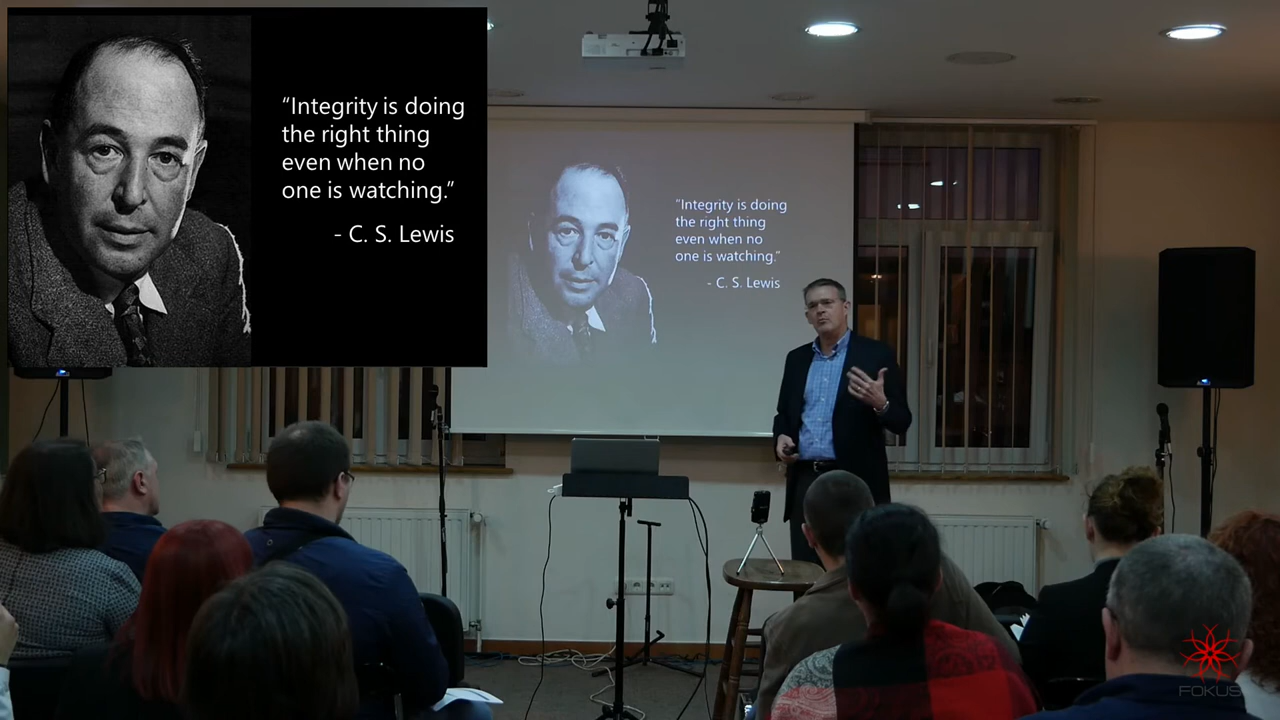 “Integrity is doing
the right thing
even when no
one is watching.”
- C. S. Lewis
“Integrity is doing
the right thing
even when no
one is watching.”
- C. S. Lewis
FOKUS